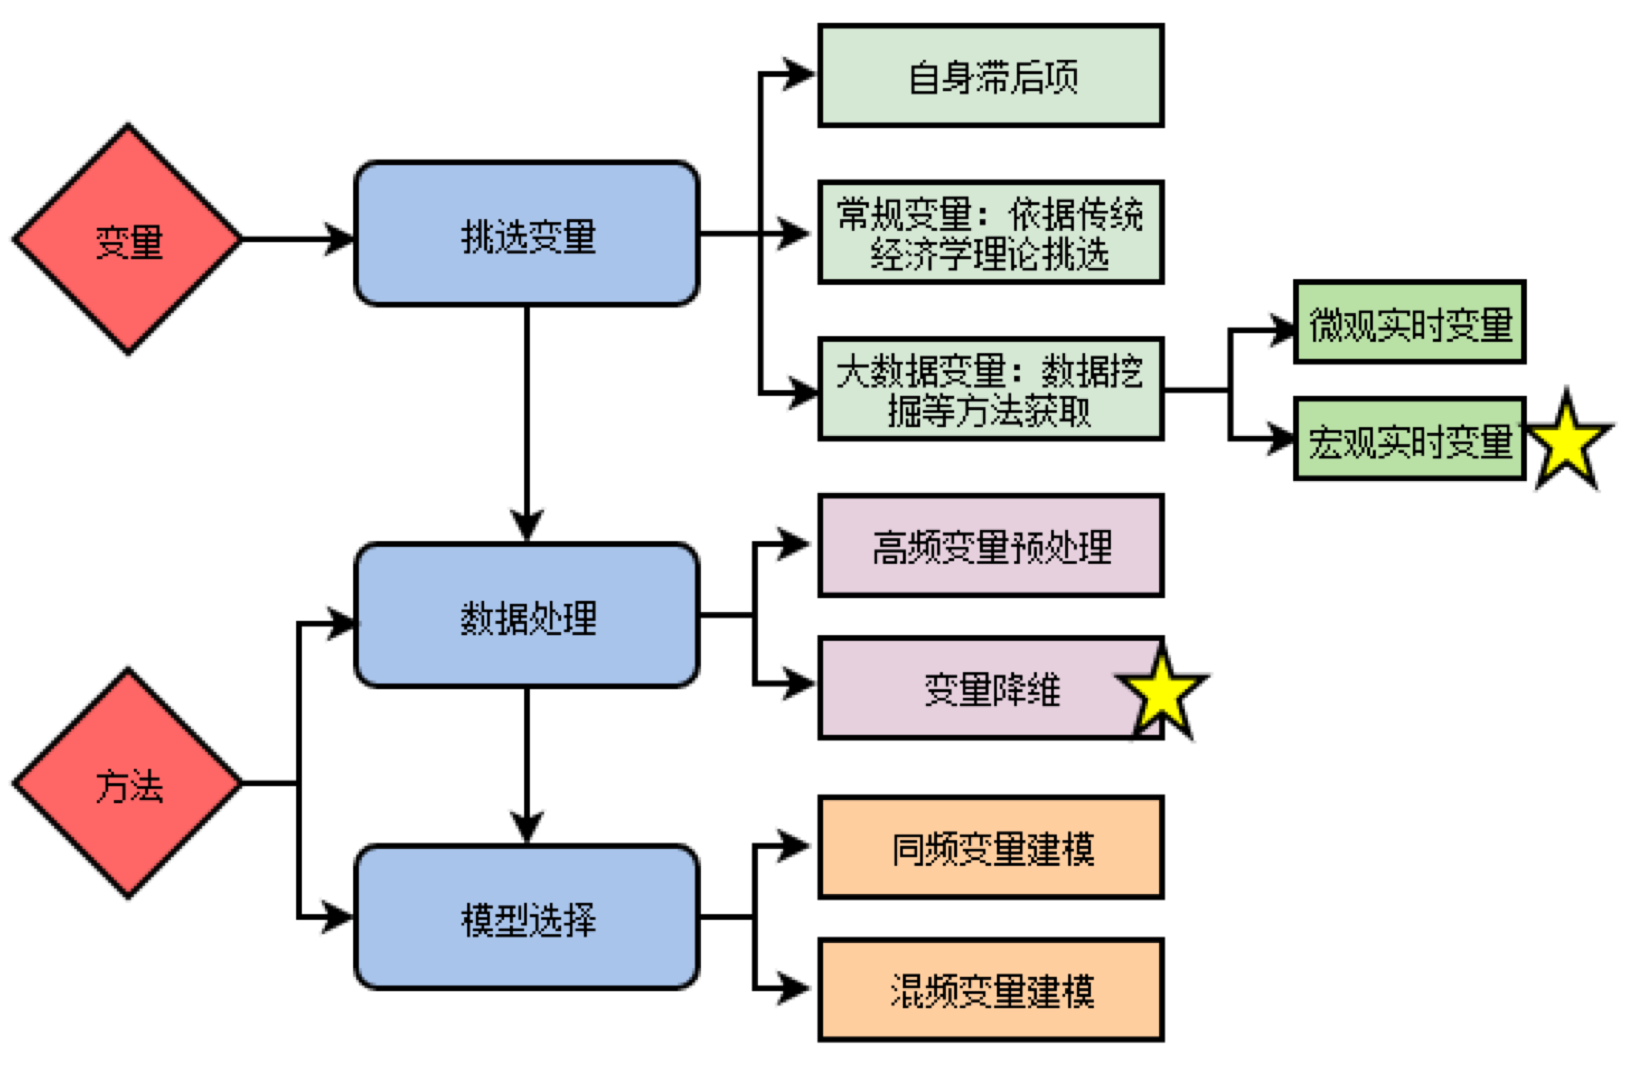 变量
挑选变量
自身滞后项
常规变量：依据传统
经济学理论挑选
大数据变量：数据挖
掘等方法获取
微观实时变量
宏观实时变量
方法
数据处理
高频变量预处理
变量降维
模型选择
同频变量建模
混频变量建模